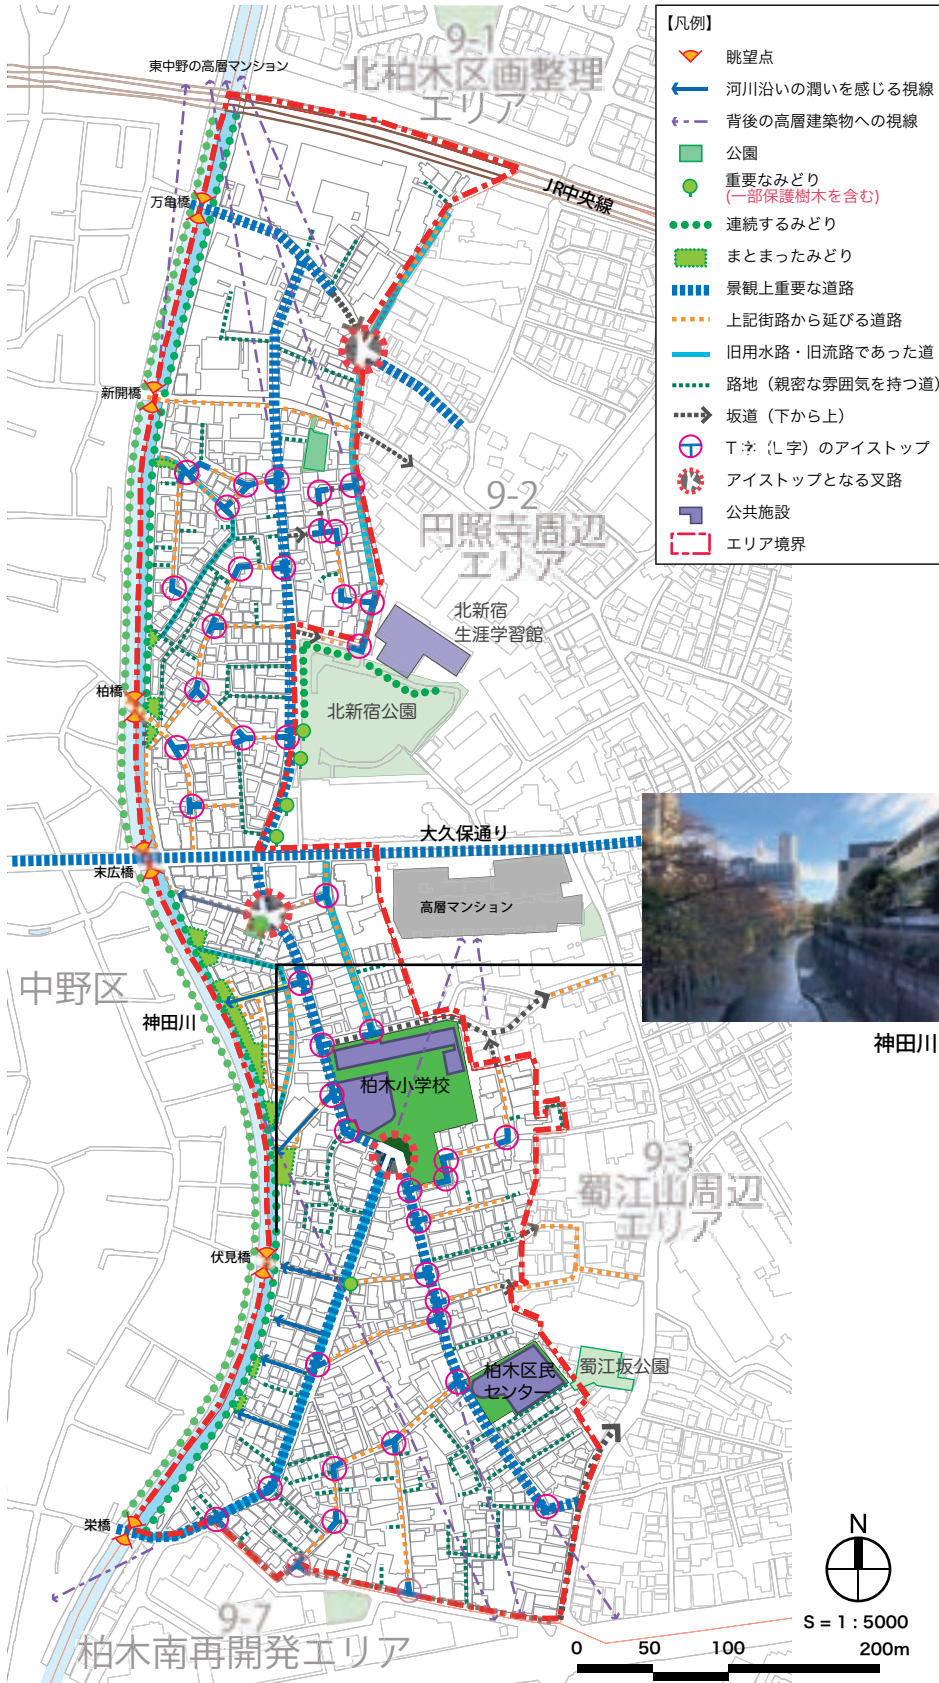 【凡例】
眺望点
河川沿いの潤いを感じる視線
背後の高層建築物への視線
公園
重要なみどり
(一部保護樹木を含む)
連続するみどり
まとまったみどり
景観上重要な道路
上記街路から延びる道路
旧用水路・旧流路であった道
路地（親密な雰囲気を持つ道）
坂道（下から上）
T字（L字）のアイストップ
アイストップとなる叉路
公共施設
エリア境界
9-1
北柏木区画整理
エリア
東中野の高層マンション
JR中央線
万亀橋
新開橋
9-2
円照寺周辺
エリア
北新宿
生涯学習館
柏橋
北新宿公園
大久保通り
末広橋
高層マンション
中野区
神田川
神田川
柏木小学校
9-3
蜀江山周辺
エリア
伏見橋
柏木区民
センター
蜀江坂公園
栄橋
9-7
柏木南再開発エリア
N
S = 1 : 5000
0 50 100 200m